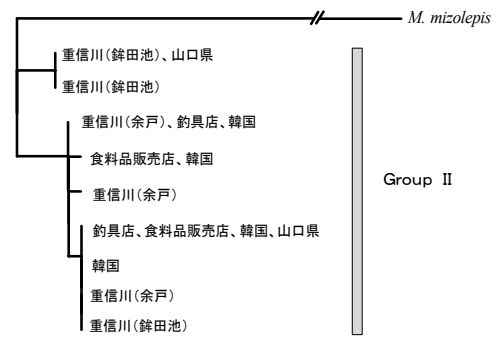 M. mizolepis
重信川(鉾田池)、山口県
重信川(鉾田池)
重信川(余戸)、釣具店、韓国
食料品販売店、韓国
Group Ⅱ
重信川(余戸)
釣具店、食料品販売店、韓国、山口県
韓国
重信川(余戸)
重信川(鉾田池)